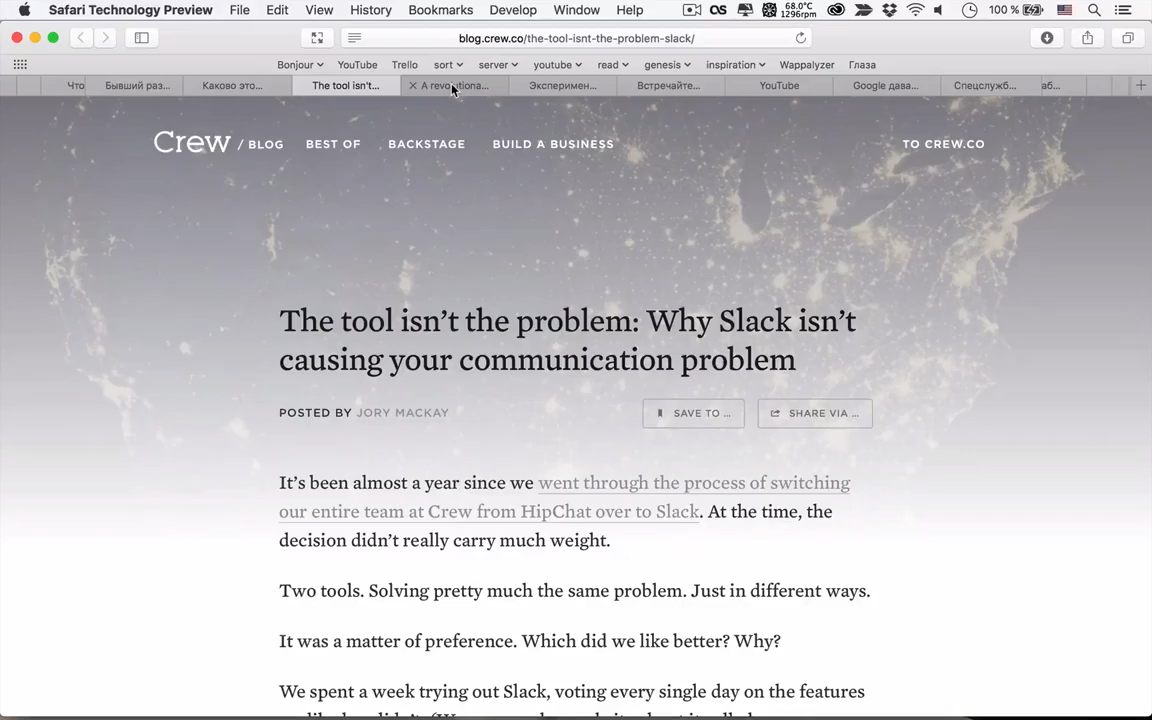 Safari Technology Preview File Edit View History Bookmarks Develop Window Help 68.0°C 1296rpm 100 %
blog.crew.co/the-tool-isnt-the-problem-slack/
Bonjour YouTube Trello sort server youtube read genesis inspiration Wappalyzer Глаза
Что Бывший раз... Каково это... The tool isn't... A revolutiona... Эксперимен... Встречайте... YouTube Google дава... Спецслужб... аб...
Crew / BLOG BEST OF BACKSTAGE BUILD A BUSINESS TO CREW.CO
The tool isn’t the problem: Why Slack isn’t
causing your communication problem
POSTED BY JORY MACKAY SAVE TO ... SHARE VIA ...
It’s been almost a year since we went through the process of switching
our entire team at Crew from HipChat over to Slack. At the time, the
decision didn’t really carry much weight.
Two tools. Solving pretty much the same problem. Just in different ways.
It was a matter of preference. Which did we like better? Why?
We spent a week trying out Slack, voting every single day on the features